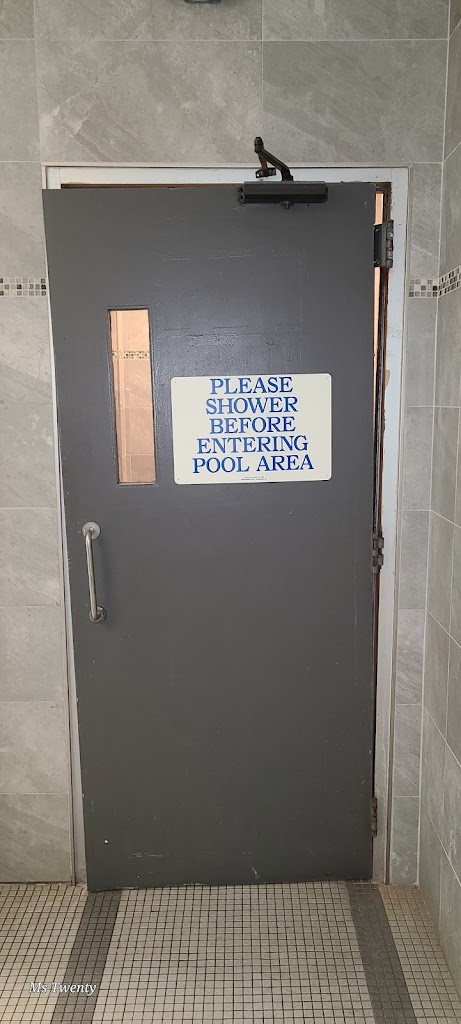 PLEASE
SHOWER
BEFORE
ENTERING
POOL AREA
Ms Twenty